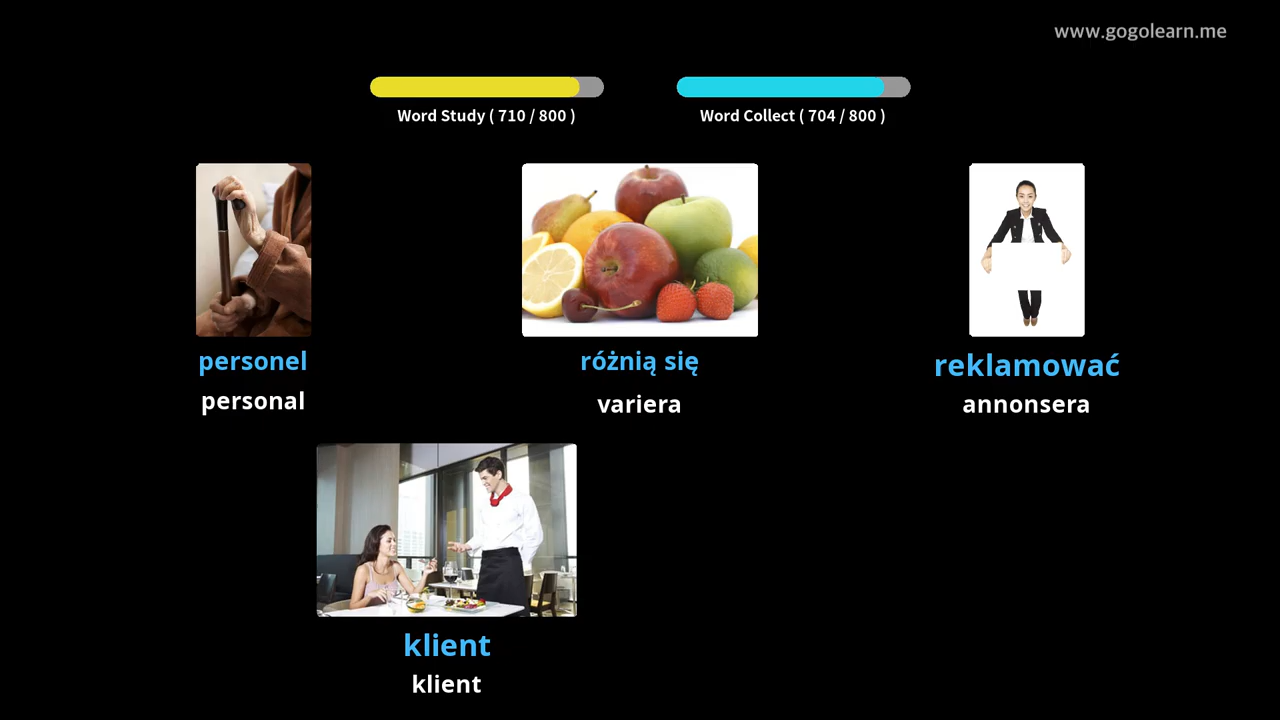 www.gogolearn.me
Word Study ( 710 / 800 )
Word Collect ( 704 / 800 )
personel
personal
różnią się
variera
reklamować
annonsera
klient
klient